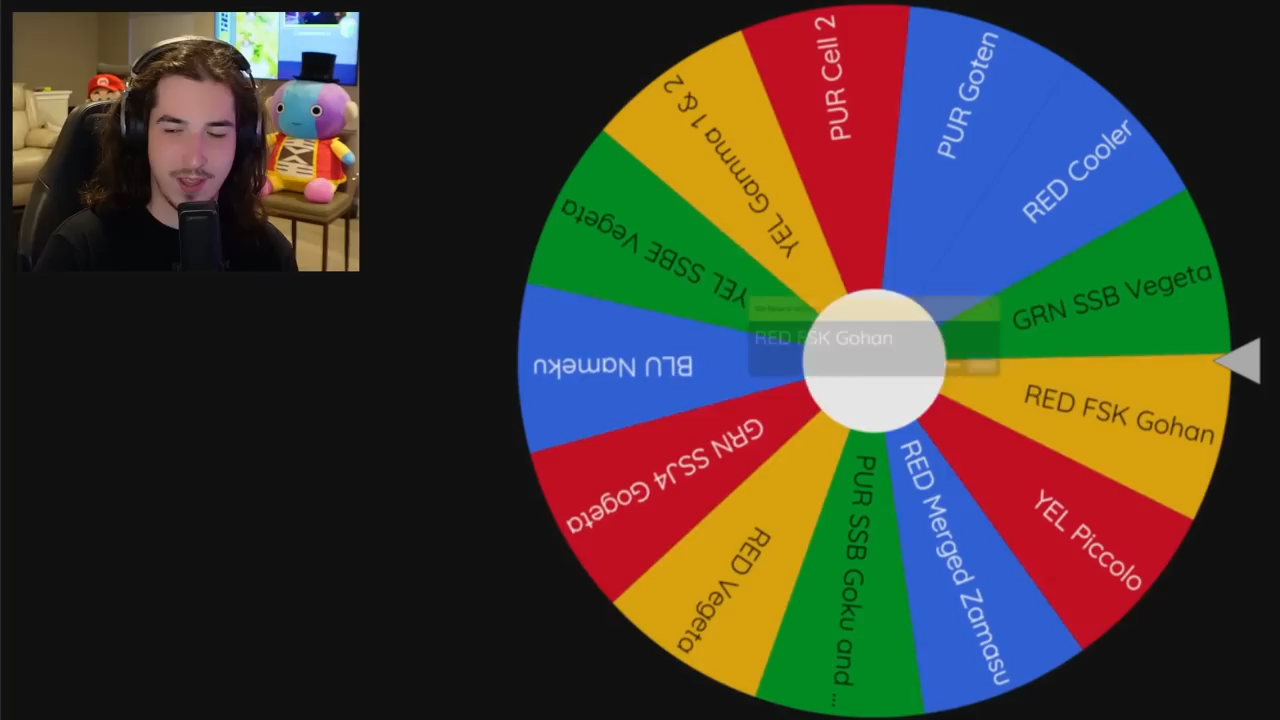 PUR Cell 2
PUR Goten
RED Cooler
GRN SSB Vegeta
RED FSK Gohan
YEL Piccolo
RED Merged Zamasu
PUR SSB Goku and ...
RED Vegeta
GRN SSJ4 Gogeta
BLU Nameku
YEL SSBE Vegeta
YEL Gamma 1 & 2
RED FSK Gohan